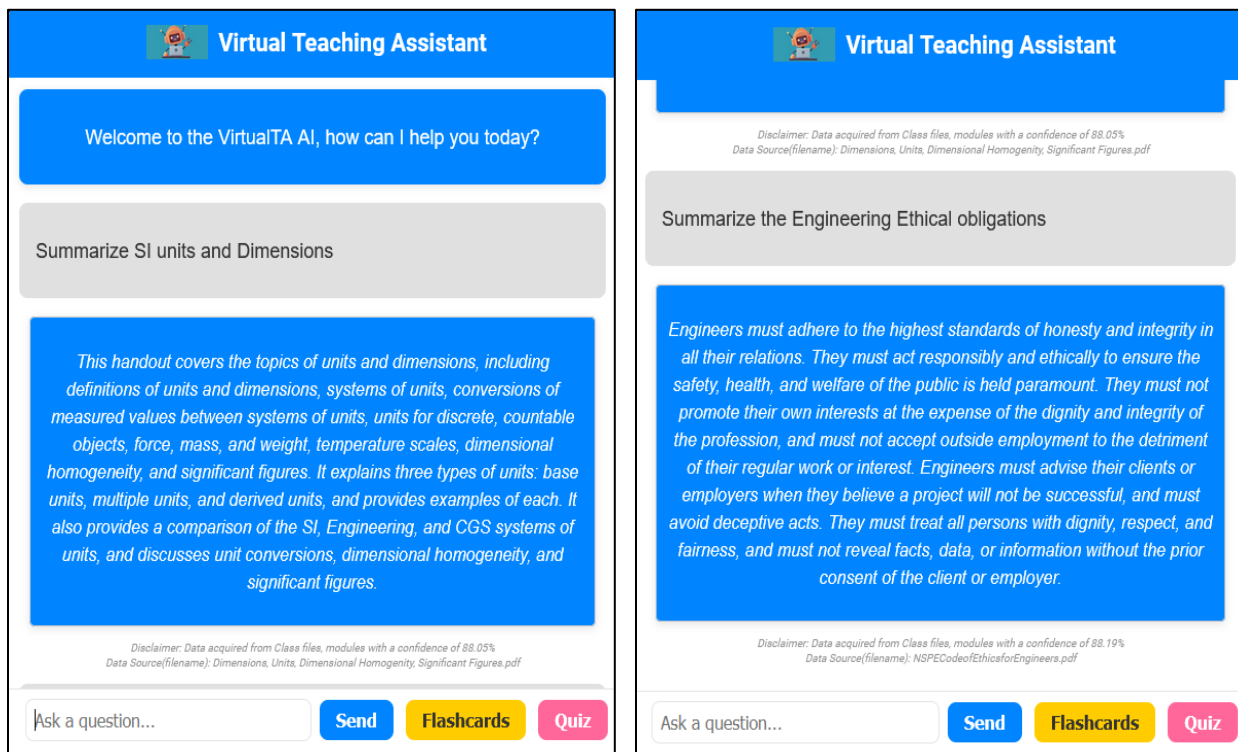 Virtual Teaching Assistant
Welcome to the VirtualTA AI, how can I help you today?
Summarize SI units and Dimensions
This handout covers the topics of units and dimensions, including
definitions of units and dimensions, systems of units, conversions of
measured values between systems of units, units for discrete, countable
objects, force, mass, and weight, temperature scales, dimensional
homogeneity, and significant figures. It explains three types of units: base
units, multiple units, and derived units, and provides examples of each. It
also provides a comparison of the SI, Engineering, and CGS systems of
units, and discusses unit conversions, dimensional homogeneity, and
significant figures.
Disclaimer: Data acquired from Class files, modules with a confidence of 88.05%
Data Source(filename): Dimensions, Units, Dimensional Homogenity, Significant Figures.pdf
Ask a question...
Send
Flashcards
Quiz
Virtual Teaching Assistant
Disclaimer: Data acquired from Class files, modules with a confidence of 88.05%
Data Source(filename): Dimensions, Units, Dimensional Homogenity, Significant Figures.pdf
Summarize the Engineering Ethical obligations
Engineers must adhere to the highest standards of honesty and integrity in
all their relations. They must act responsibly and ethically to ensure the
safety, health, and welfare of the public is held paramount. They must not
promote their own interests at the expense of the dignity and integrity of
the profession, and must not accept outside employment to the detriment
of their regular work or interest. Engineers must advise their clients or
employers when they believe a project will not be successful, and must
avoid deceptive acts. They must treat all persons with dignity, respect, and
fairness, and must not reveal facts, data, or information without the prior
consent of the client or employer.
Disclaimer: Data acquired from Class files, modules with a confidence of 88.19%
Data Source(filename): NSPECodeofEthicsforEngineers.pdf
Ask a question...
Send
Flashcards
Quiz